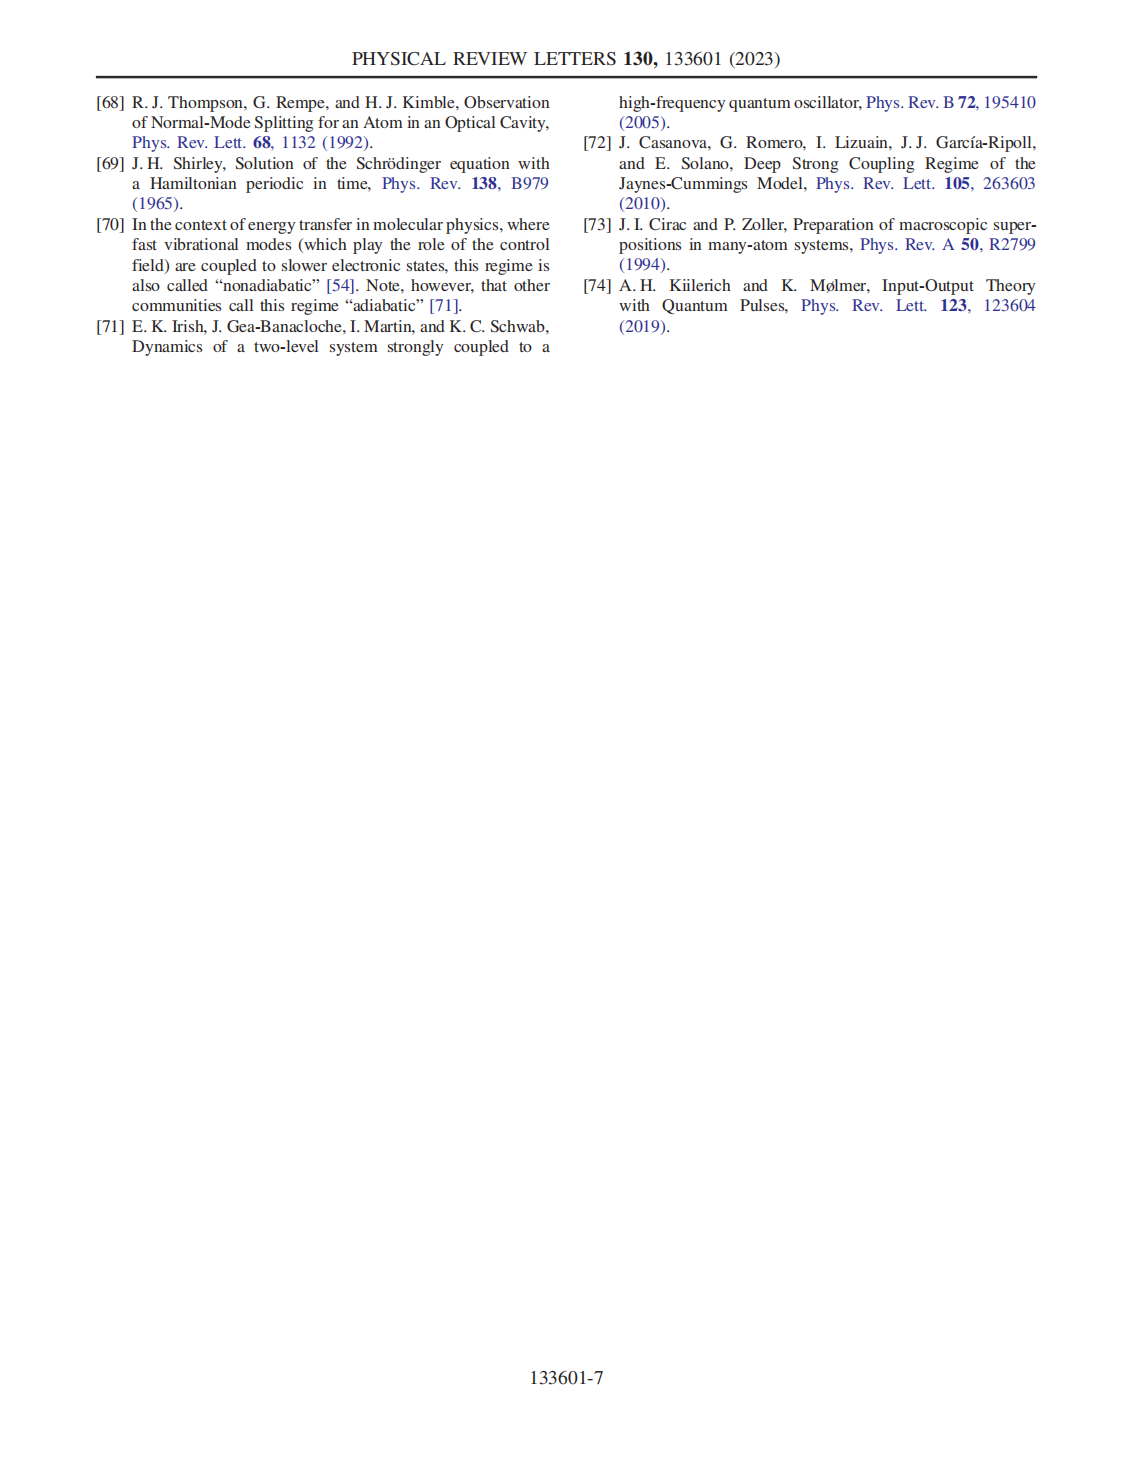 PHYSICAL REVIEW LETTERS 130, 133601 (2023)
[68] R. J. Thompson, G. Rempe, and H. J. Kimble, Observation
of Normal-Mode Splitting for an Atom in an Optical Cavity,
Phys. Rev. Lett. 68, 1132 (1992).
[69] J. H. Shirley, Solution of the Schrödinger equation with
a Hamiltonian periodic in time, Phys. Rev. 138, B979
(1965).
[70] In the context of energy transfer in molecular physics, where
fast vibrational modes (which play the role of the control
field) are coupled to slower electronic states, this regime is
also called “nonadiabatic” [54]. Note, however, that other
communities call this regime “adiabatic” [71].
[71] E. K. Irish, J. Gea-Banacloche, I. Martin, and K. C. Schwab,
Dynamics of a two-level system strongly coupled to a
high-frequency quantum oscillator, Phys. Rev. B 72, 195410
(2005).
[72] J. Casanova, G. Romero, I. Lizuain, J. J. García-Ripoll,
and E. Solano, Deep Strong Coupling Regime of the
Jaynes-Cummings Model, Phys. Rev. Lett. 105, 263603
(2010).
[73] J. I. Cirac and P. Zoller, Preparation of macroscopic super-
positions in many-atom systems, Phys. Rev. A 50, R2799
(1994).
[74] A. H. Kiilerich and K. Mølmer, Input-Output Theory
with Quantum Pulses, Phys. Rev. Lett. 123, 123604
(2019).
133601-7